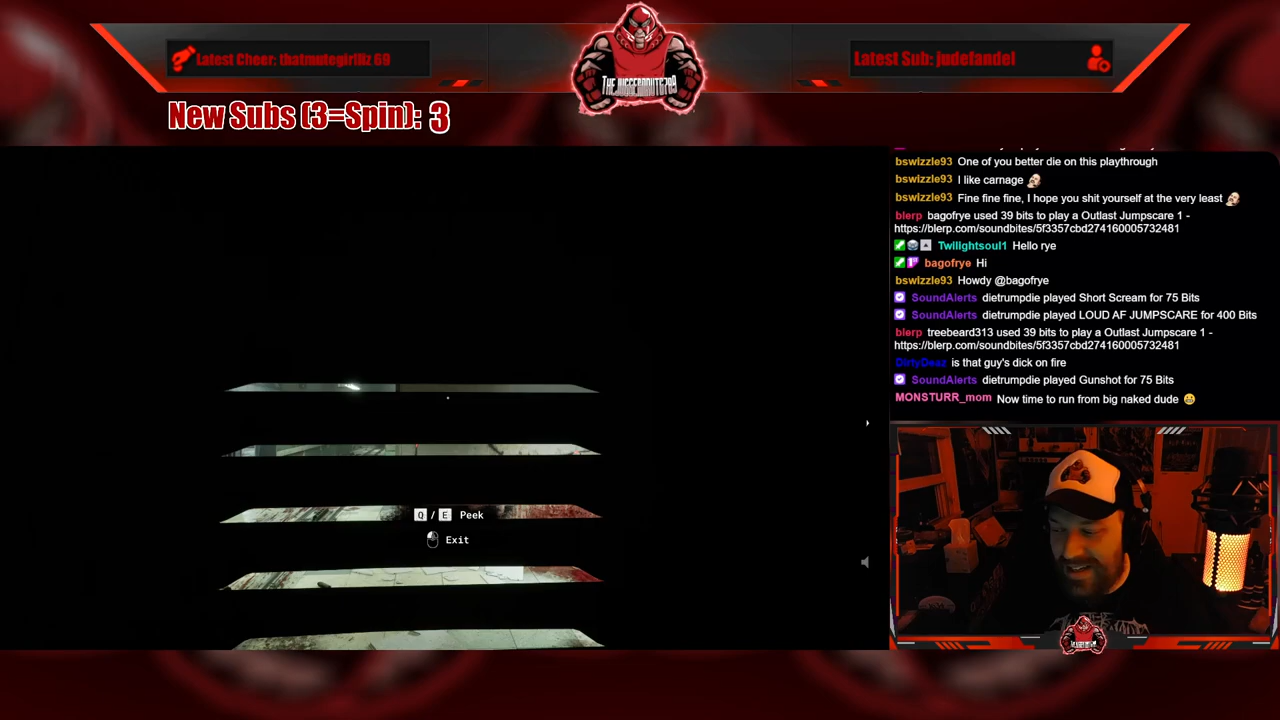 Latest Cheer: thatmutegirlliz 69
THEJUGGERNAUT6789
Latest Sub: judefandel
New Subs (3=Spin): 3
bswizzle93 One of you better die on this playthrough
bswizzle93 I like carnage
bswizzle93 Fine fine fine, I hope you shit yourself at the very least
blerp bagofrye used 39 bits to play a Outlast Jumpscare 1 -
https://blerp.com/soundbites/5f3357cbd274160005732481
Twilightsoul1 Hello rye
bagofrye Hi
bswizzle93 Howdy @bagofrye
SoundAlerts dietrumpdie played Short Scream for 75 Bits
SoundAlerts dietrumpdie played LOUD AF JUMPSCARE for 400 Bits
blerp treebeard313 used 39 bits to play a Outlast Jumpscare 1 -
https://blerp.com/soundbites/5f3357cbd274160005732481
DirtyDeaz is that guy's dick on fire
SoundAlerts dietrumpdie played Gunshot for 75 Bits
MONSTURR_mom Now time to run from big naked dude
Q / E Peek
Exit